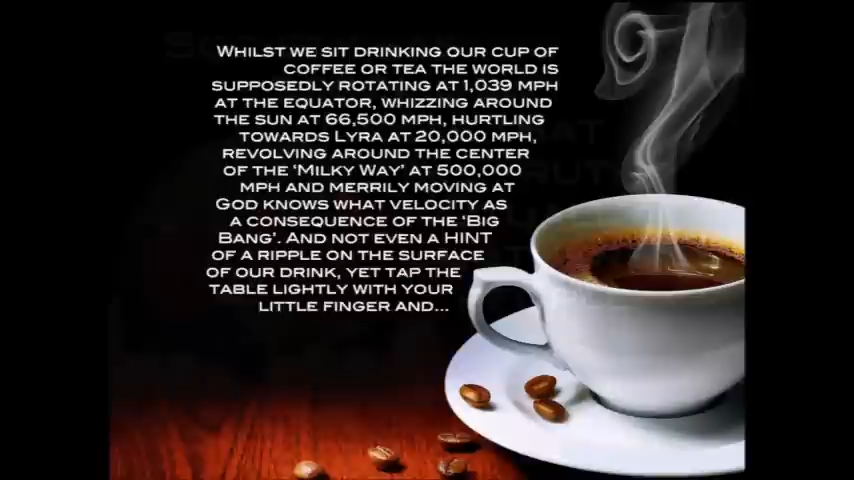 Whilst we sit drinking our cup of
coffee or tea the world is
supposedly rotating at 1,039 mph
at the equator, whizzing around
the sun at 66,500 mph, hurtling
towards Lyra at 20,000 mph,
revolving around the center
of the ‘Milky Way’ at 500,000
mph and merrily moving at
God knows what velocity as
a consequence of the ‘Big
Bang’. And not even a hint
of a ripple on the surface
of our drink, yet tap the
table lightly with your
little finger and...